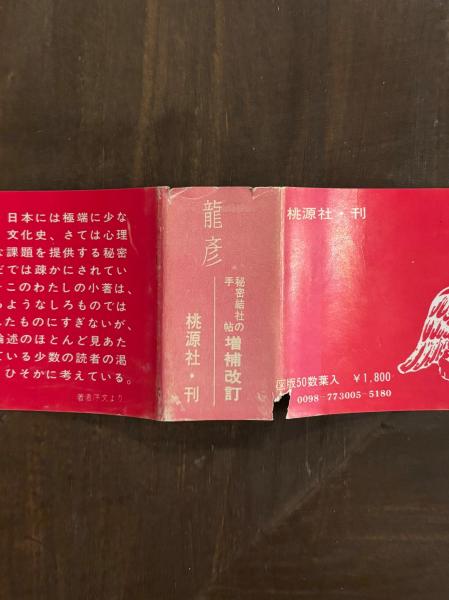 日本には極端に少な
文化史、さては心理
な課題を提供する秘密
だでは疎かにされてい
このわたしの小著は、
るようなしろものでは
したものにすぎないが、
論述のほとんど見あた
ている少数の読者の渇
ひそかに考えている。
著者序文より
龍彦
秘密結社の手帖
増補改訂
桃源社・刊
桃源社・刊
図版50数葉入 ¥1,800
0098-773005-5180